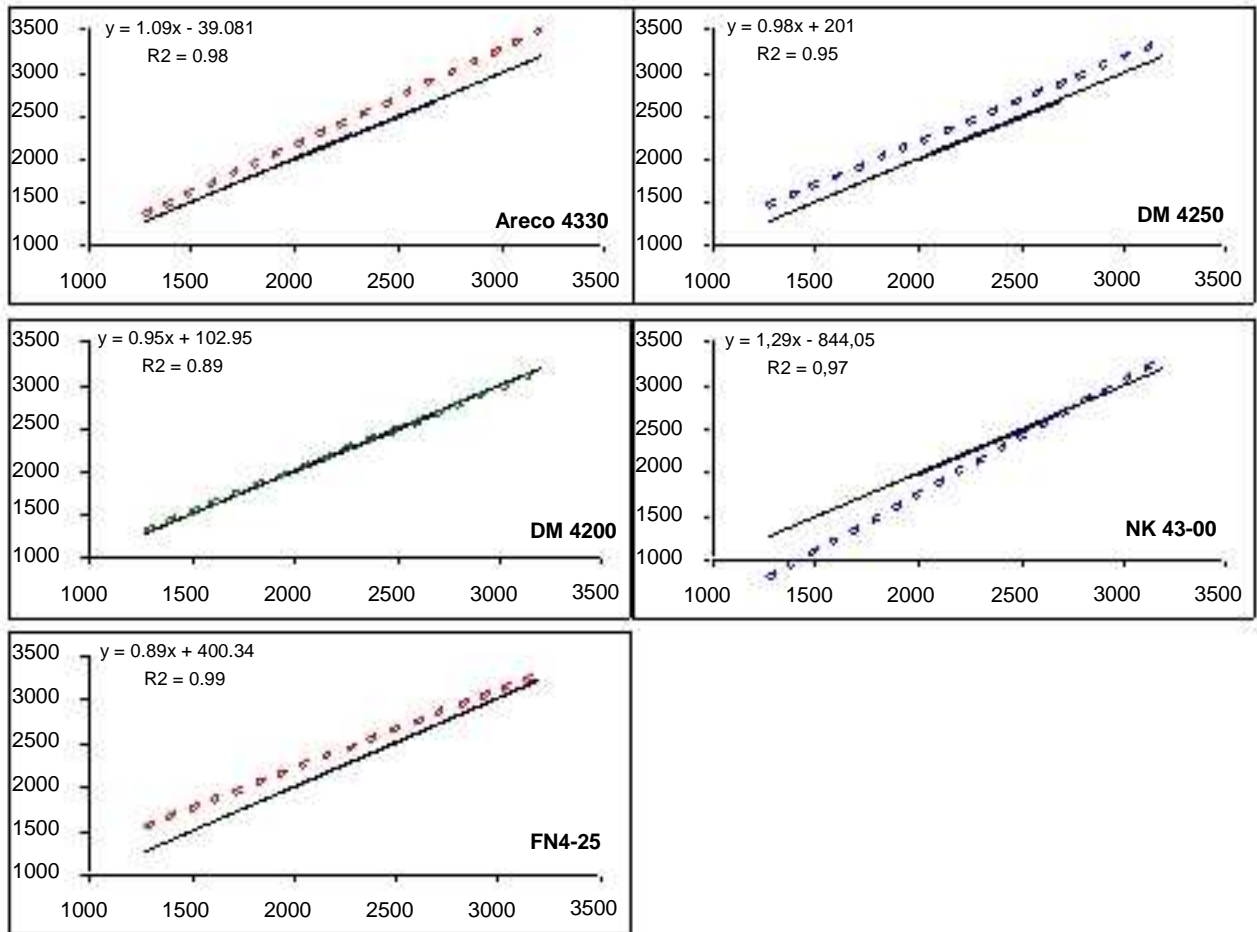 3500
y = 1.09x - 39.081
R2 = 0.98
3000
2500
2000
1500
Areco 4330
1000
1000 1500 2000 2500 3000 3500
3500
y = 0.98x + 201
R2 = 0.95
3000
2500
2000
1500
DM 4250
1000
1000 1500 2000 2500 3000 3500
3500
y = 0.95x + 102.95
R2 = 0.89
3000
2500
2000
1500
DM 4200
1000
1000 1500 2000 2500 3000 3500
3500
y = 1,29x - 844,05
R2 = 0,97
3000
2500
2000
1500
NK 43-00
1000
1000 1500 2000 2500 3000 3500
3500
y = 0.89x + 400.34
R2 = 0.99
3000
2500
2000
1500
FN4-25
1000
1000 1500 2000 2500 3000 3500